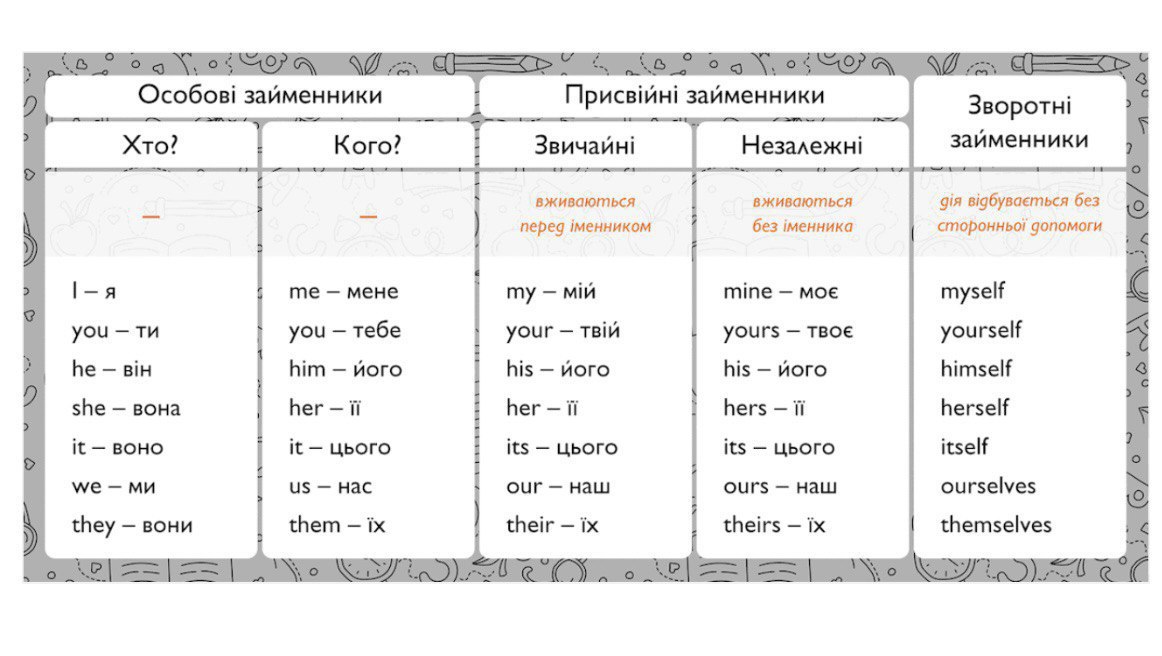 Особові займенники
Присвійні займенники
Зворотні
займенники
Хто?
Кого?
Звичайні
Незалежні
–
–
вживаються
перед іменником
вживаються
без іменника
дія відбувається без
сторонньої допомоги
I – я
me – мене
my – мій
mine – моє
myself
you – ти
you – тебе
your – твій
yours – твоє
yourself
he – він
him – його
his – його
his – його
himself
she – вона
her – її
her – її
hers – її
herself
it – воно
it – цього
its – цього
its – цього
itself
we – ми
us – нас
our – наш
ours – наш
ourselves
they – вони
them – їх
their – їх
theirs – їх
themselves